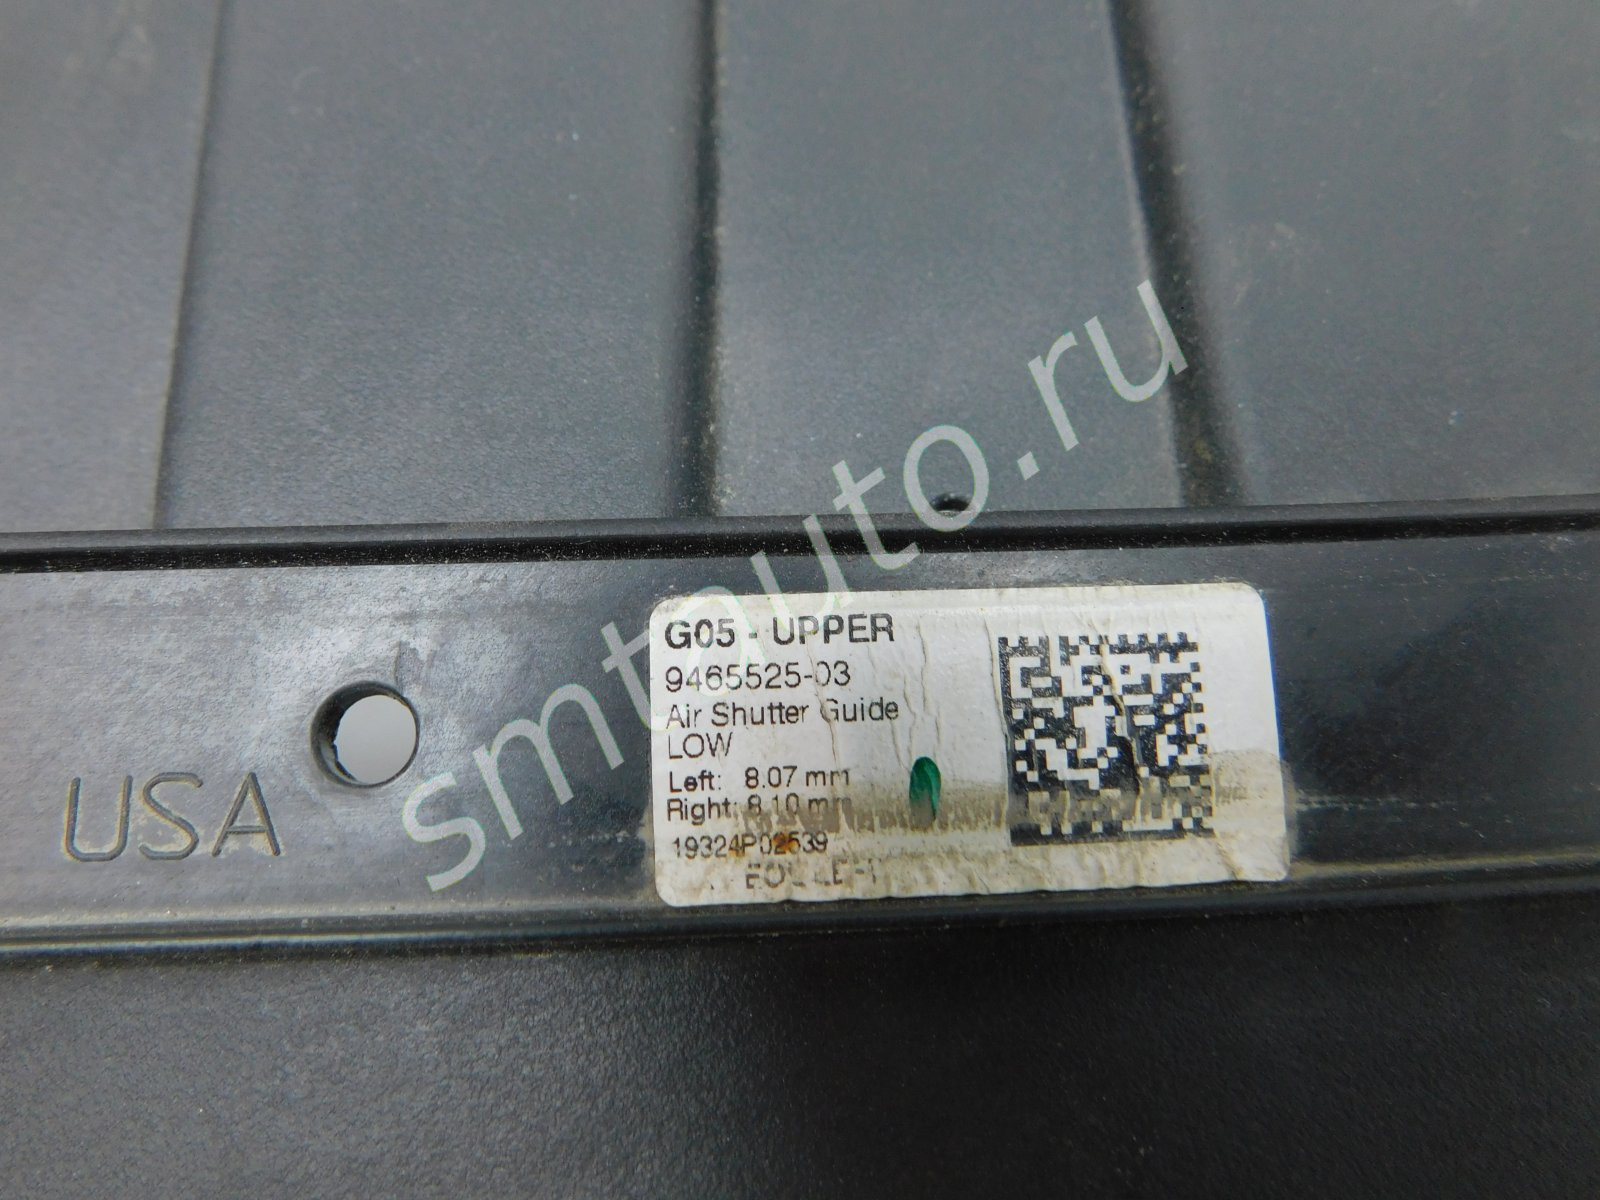 G05 - UPPER
9465525-03
Air Shutter Guide
LOW
Left: 8.07 mm
Right: 8.10 mm
19324P02539
USA
smtauto.ru